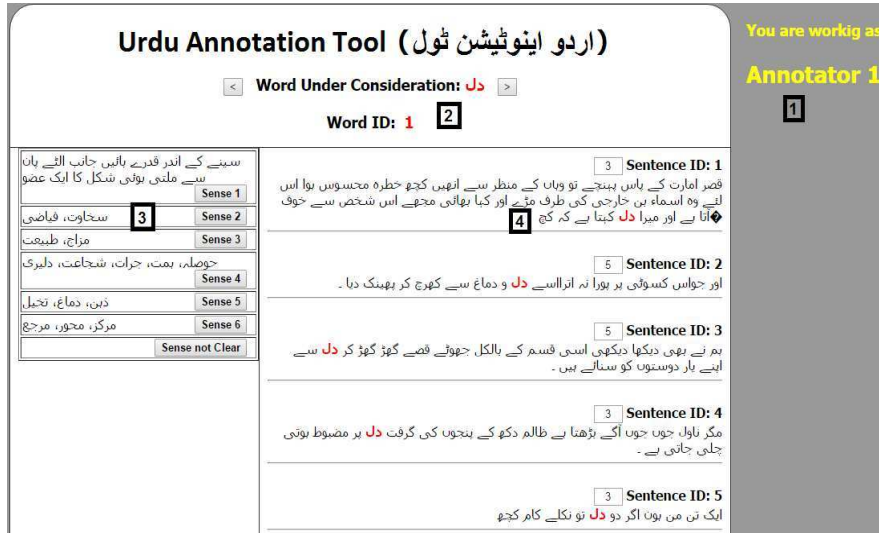 Urdu Annotation Tool (اردو اینوٹیشن ٹول)
< Word Under Consideration: دل >
Word ID: 1
2
You are workig as
Annotator 1
1
سینے کے اندر قدرے بائیں جانب الٹے پان
سے ملتی ہوئی شکل کا ایک عضو
Sense 1
سخاوت، فیاضی Sense 2
3
مزاج، طبیعت Sense 3
حوصلہ، ہمت، جرات، شجاعت، دلیری
Sense 4
ذہن، دماغ، تخیل Sense 5
مرکز، محور، مرجع Sense 6
Sense not Clear
3 Sentence ID: 1
قصر امارت کے پاس پہنچے تو وہاں کے منظر سے انھیں کچھ خطرہ محسوس ہوا اس
لئے وہ اسماء بن خارجی کی طرف مڑے اور کہا بھائی مجھے اس شخص سے خوف
�آتا ہے اور میرا دل کہتا ہے کہ کچ
4
5 Sentence ID: 2
اور جواس کسوٹی پر پورا نہ اترااسے دل و دماغ سے کھرچ کر پھینک دیا ۔
5 Sentence ID: 3
ہم نے بھی دیکھا دیکھی اسی قسم کے بالکل جھوٹے قصے گھڑ گھڑ کر دل سے
اپنے یار دوستوں کو سنائے ہیں ۔
3 Sentence ID: 4
مگر ناول جوں جوں آگے بڑھتا ہے ظالم دکھ کے پنجوں کی گرفت دل پر مضبوط ہوتی
چلی جاتی ہے ۔
3 Sentence ID: 5
ایک تن من ہوں اگر دو دل تو نکلے کام کچھ